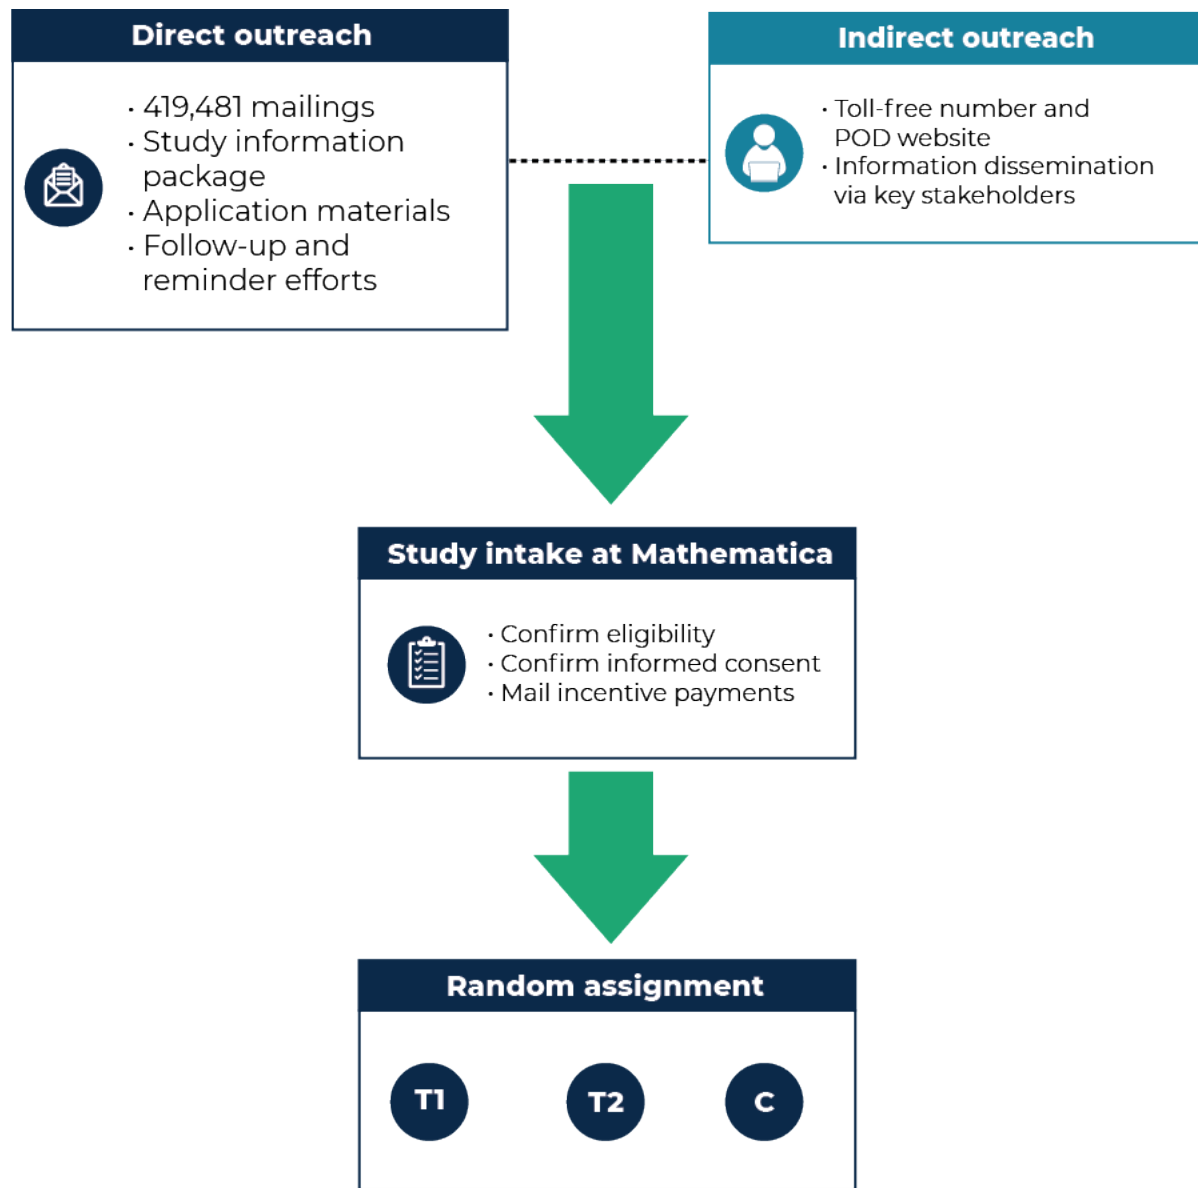 Direct outreach
· 419,481 mailings
· Study information
package
· Application materials
· Follow-up and
reminder efforts
Indirect outreach
· Toll-free number and
POD website
· Information dissemination
via key stakeholders
Study intake at Mathematica
· Confirm eligibility
· Confirm informed consent
· Mail incentive payments
Random assignment
T1
T2
C